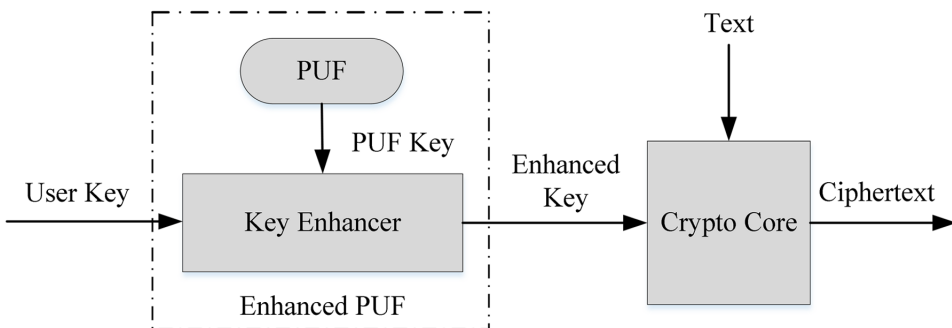 Text
PUF
PUF Key
User Key
Key Enhancer
Enhanced
Key
Crypto Core
Ciphertext
Enhanced PUF